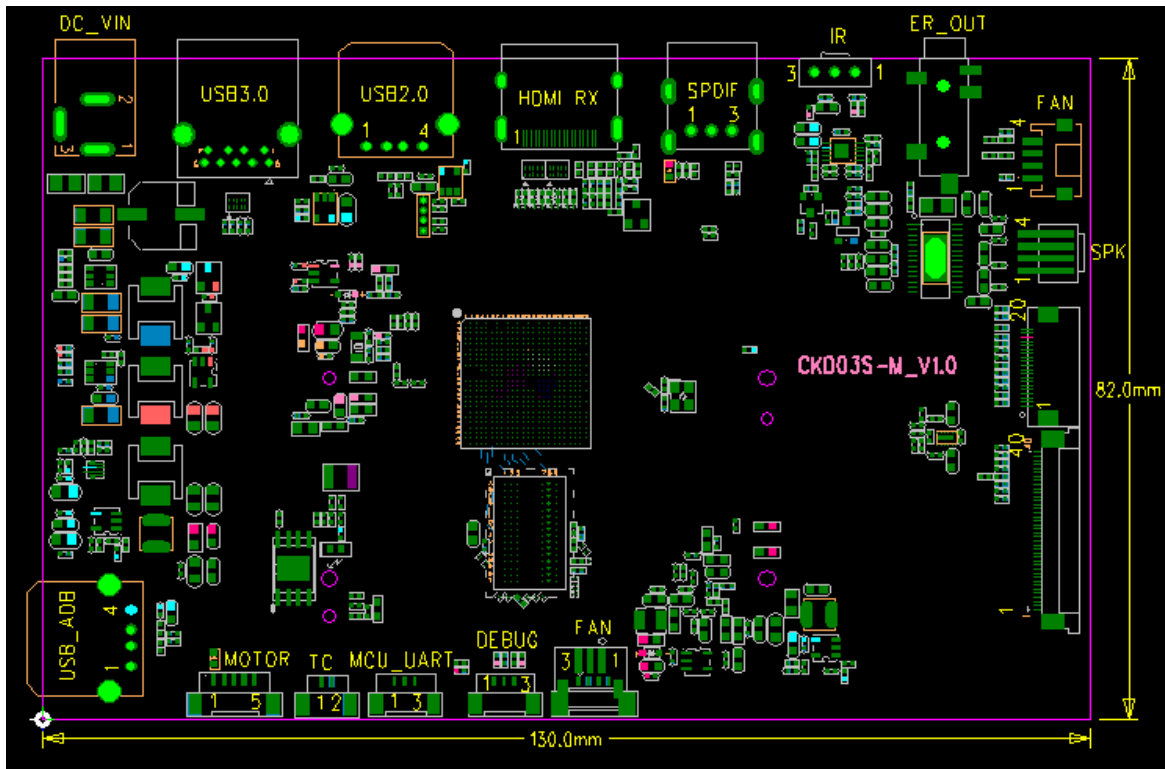 DC_VIN
USB3.0
USB2.0
HDMI RX
SPDIF
IR
ER_OUT
FAN
2
1
3
1 4
1
1 3
3 1
4
1
4
1
SPK
20
1
CKD03S-M_V1.0
82.0mm
40
1
USB_ADB
4
1
MOTOR
1 5
TC
1 2
MCU_UART
1 3
DEBUG
1 3
FAN
3 1
130.0mm